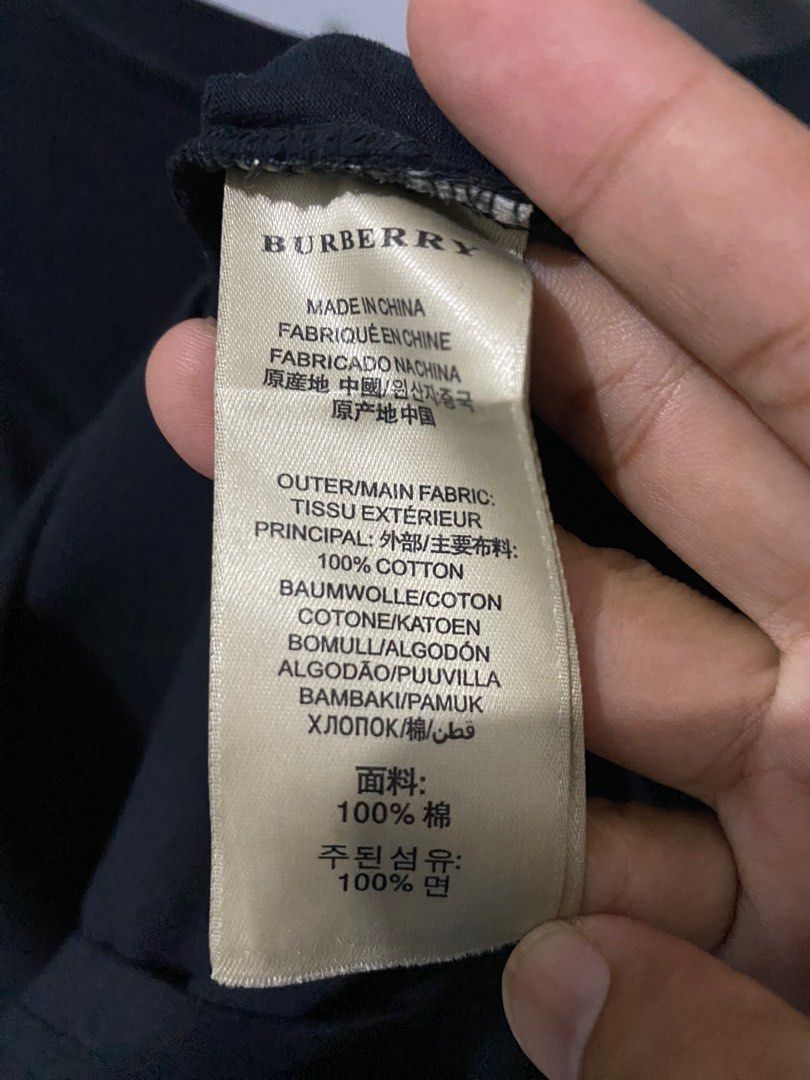 BURBERRY
MADE IN CHINA
FABRIQUÉ EN CHINE
FABRICADO NA CHINA
原産地 中國/원산지:중국
原产地中国
OUTER/MAIN FABRIC:
TISSU EXTÉRIEUR
PRINCIPAL: 外部/主要布料:
100% COTTON
BAUMWOLLE/COTON
COTONE/KATOEN
BOMULL/ALGODÓN
ALGODÃO/PUUVILLA
BAMBAKI/PAMUK
ХЛОПОК/棉/قطن
面料:
100% 棉
주된섬유:
100% 면